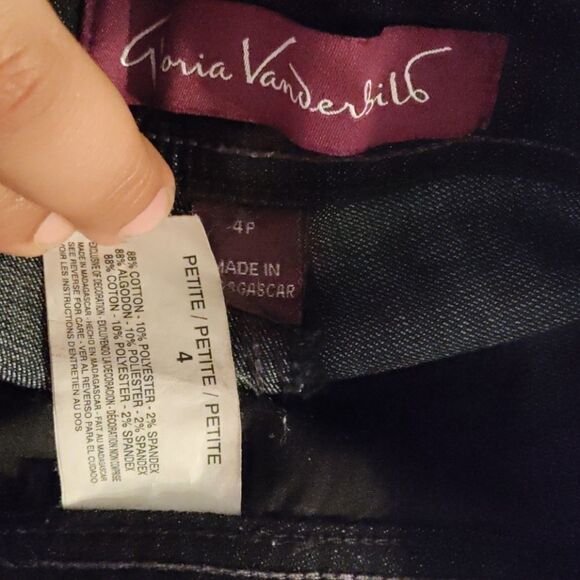 Gloria Vanderbilt
4P
MADE IN
MADAGASCAR
PETITE / PETITE / PETITE
4
88% COTTON - 10% POLYESTER - 2% SPANDEX
88% ALGODON - 10% POLIESTER - 2% SPANDEX
88% COTON - 10% POLYESTER - 2% SPANDEX
EXCLUSIVE OF DECORATION - EXCLUYENDO LA DECORACION - DÉCORATION NON COMPRISE
MADE IN MADAGASCAR - HECHO EN MADAGASCAR - FAIT AU MADAGASCAR
SEE REVERSE FOR CARE - VER AL REVERSO PARA EL CUIDADO
VOIR LES INSTRUCTIONS D'ENTRETIEN AU DOS